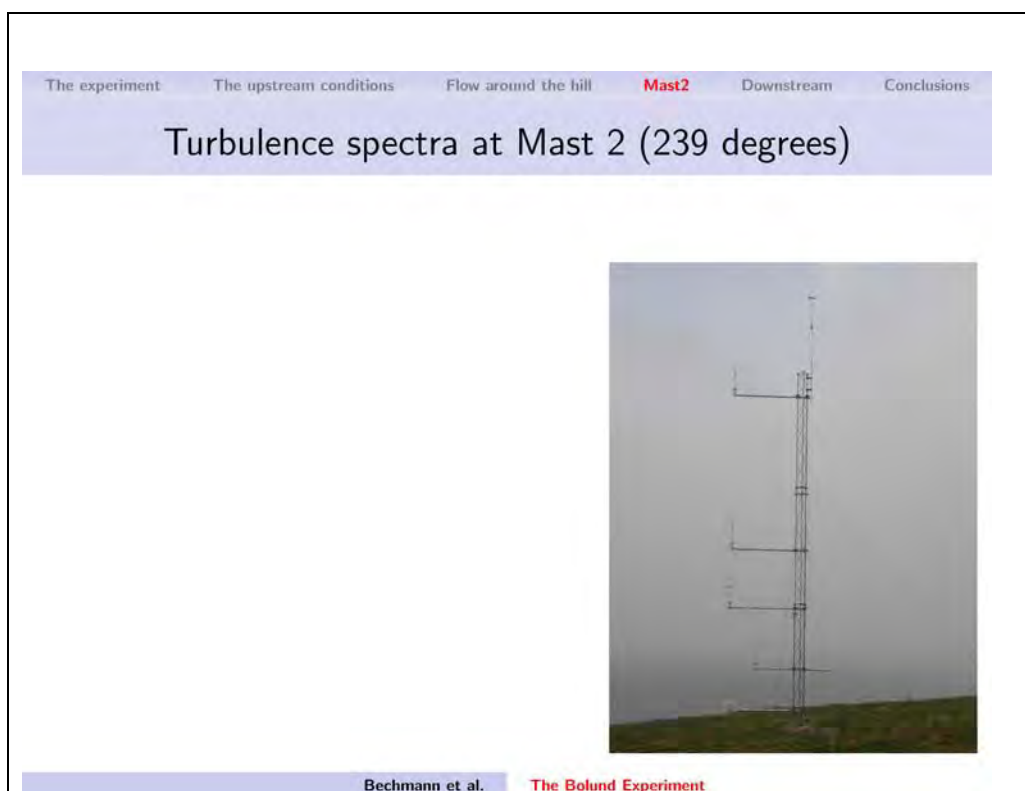 The experiment The upstream conditions Flow around the hill Mast2 Downstream Conclusions
Turbulence spectra at Mast 2 (239 degrees)
Bechmann et al. The Bolund Experiment